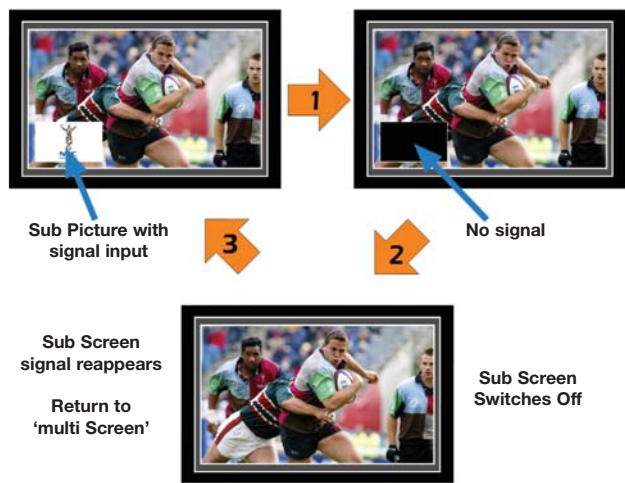 1
Sub Picture with
signal input
No signal
3
2
Sub Screen
signal reappears
Return to
‘multi Screen’
Sub Screen
Switches Off